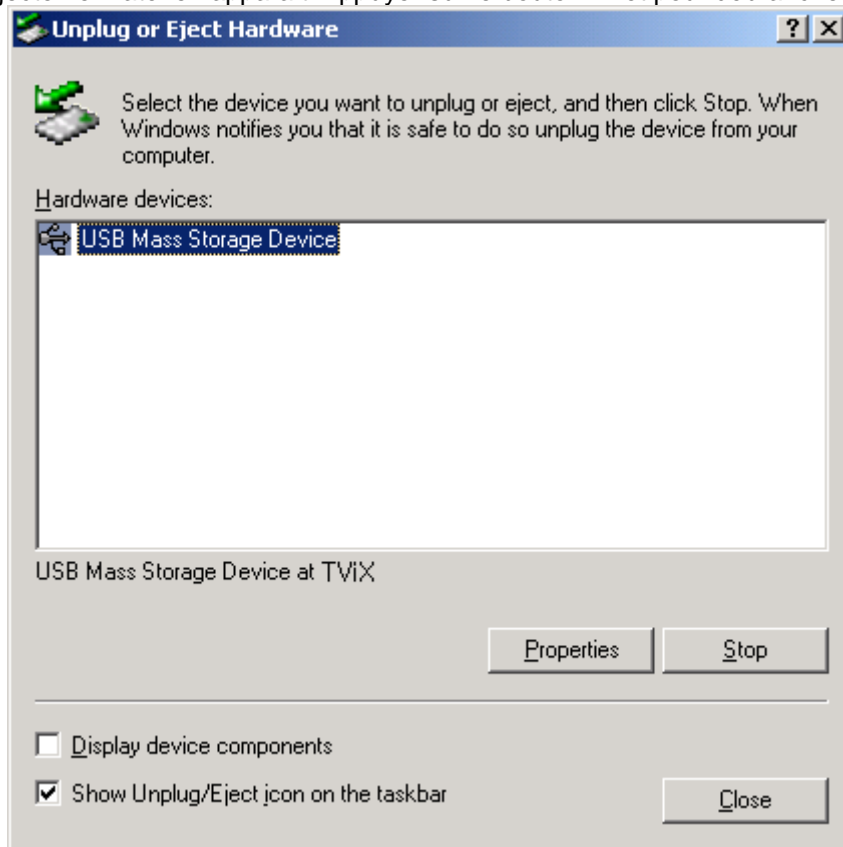 Unplug or Eject Hardware
Select the device you want to unplug or eject, and then click Stop. When
Windows notifies you that it is safe to do so unplug the device from your
computer.
Hardware devices:
USB Mass Storage Device
USB Mass Storage Device at TViX
Properties
Stop
Display device components
Show Unplug/Eject icon on the taskbar
Close